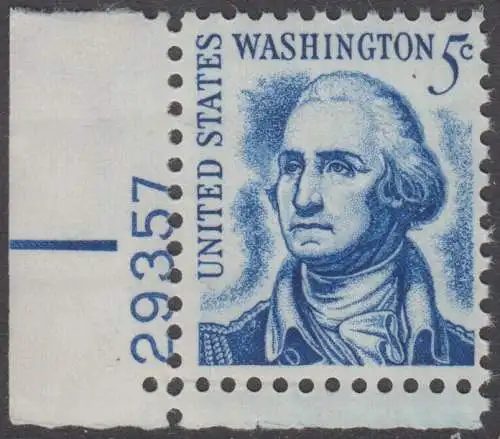 WASHINGTON 5c
UNITED STATES
29357